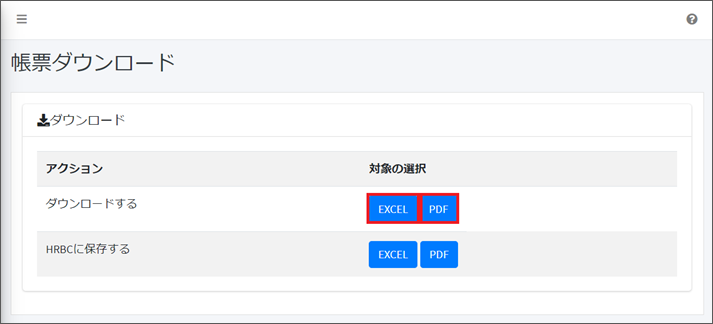 帳票ダウンロード
ダウンロード
アクション 対象の選択
ダウンロードする EXCEL PDF
HRBCに保存する EXCEL PDF